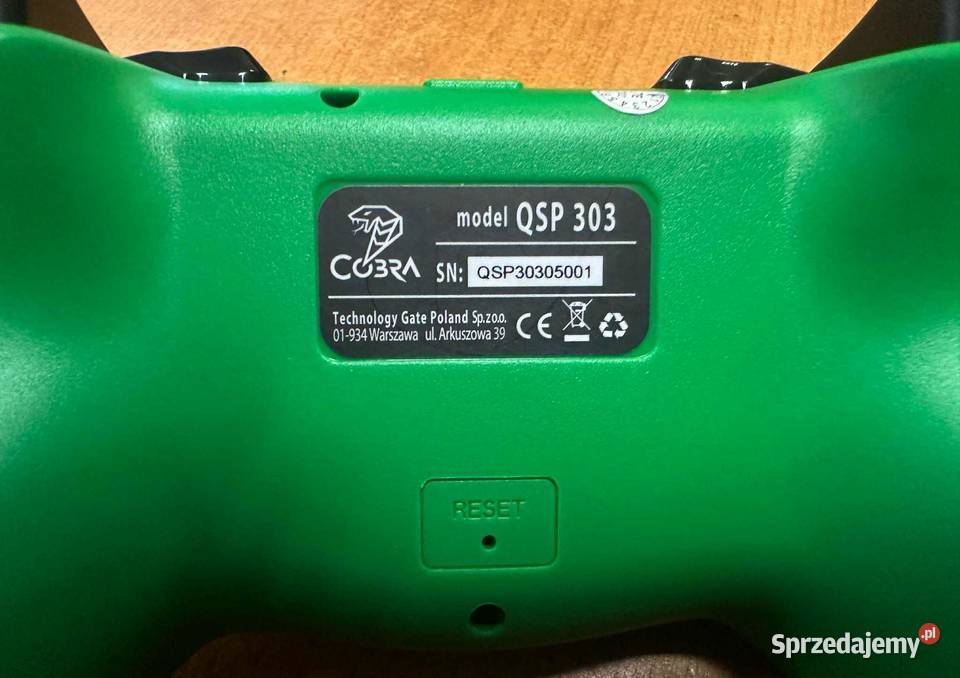 model QSP 303
COBRA
SN: QSP30305001
Technology Gate Poland Sp.zo.o.
01-934 Warszawa ul. Arkuszowa 39
CE
RESET
Sprzedajemy.pl